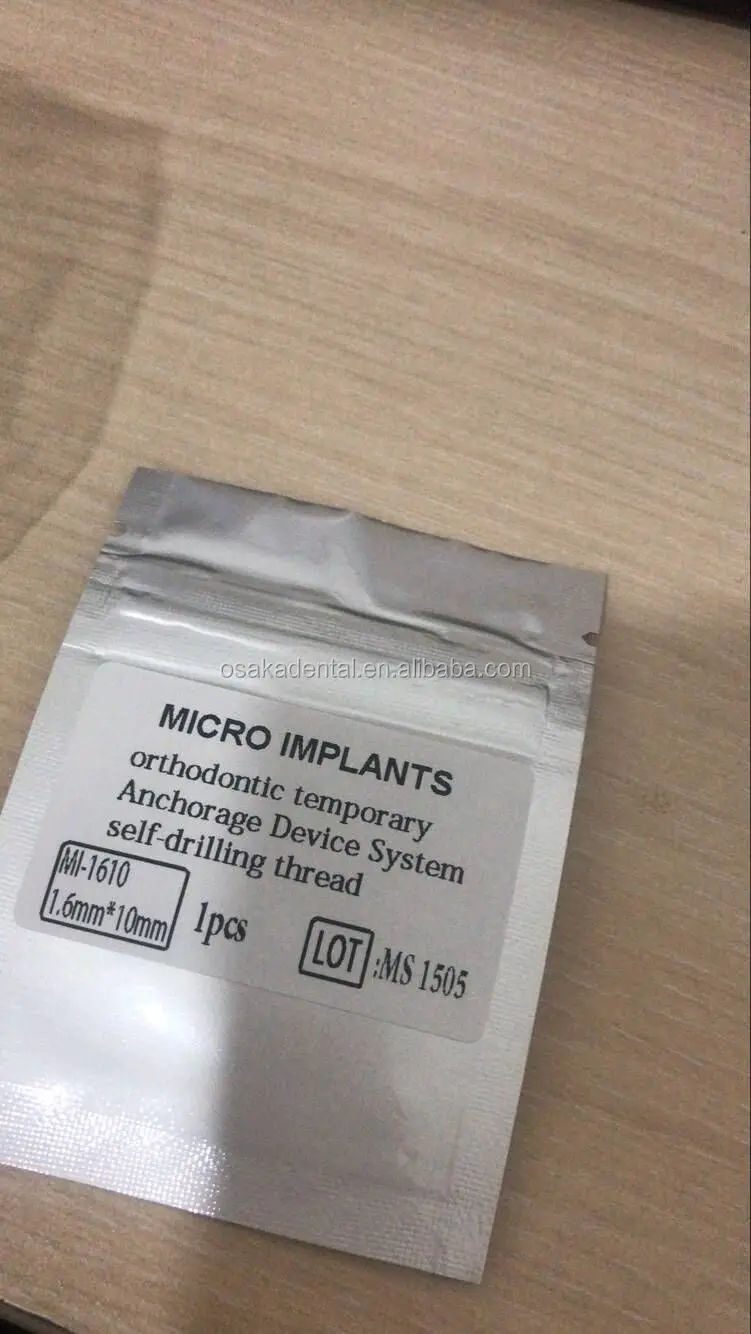 osakadental.en.alibaba.com
MICRO IMPLANTS
orthodontic temporary
Anchorage Device System
self-drilling thread
MI-1610
1.6mm*10mm 1pcs
LOT :MS 1505